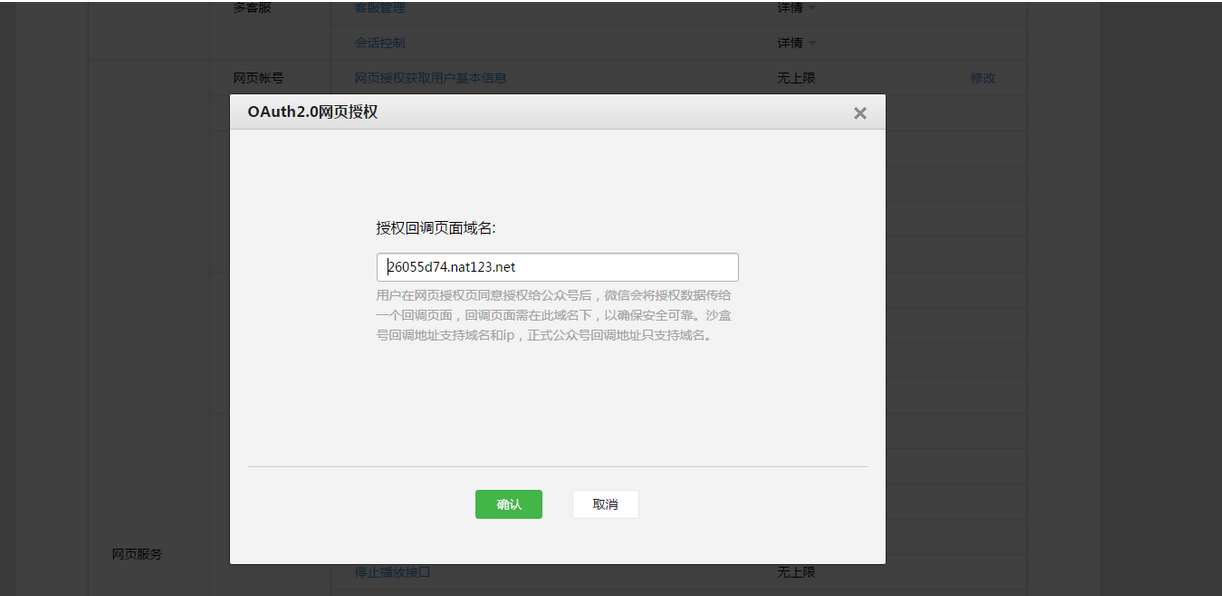 多客服 客服管理 详情
会话控制 详情
网页帐号 网页授权获取用户基本信息 无上限 修改
OAuth2.0网页授权
授权回调页面域名:
26055d74.nat123.net
用户在网页授权页同意授权给公众号后，微信会将授权数据传给
一个回调页面，回调页面需在此域名下，以确保安全可靠。沙盒
号回调地址支持域名和ip，正式公众号回调地址只支持域名。
确认 取消
网页服务
停止播放接口 无上限